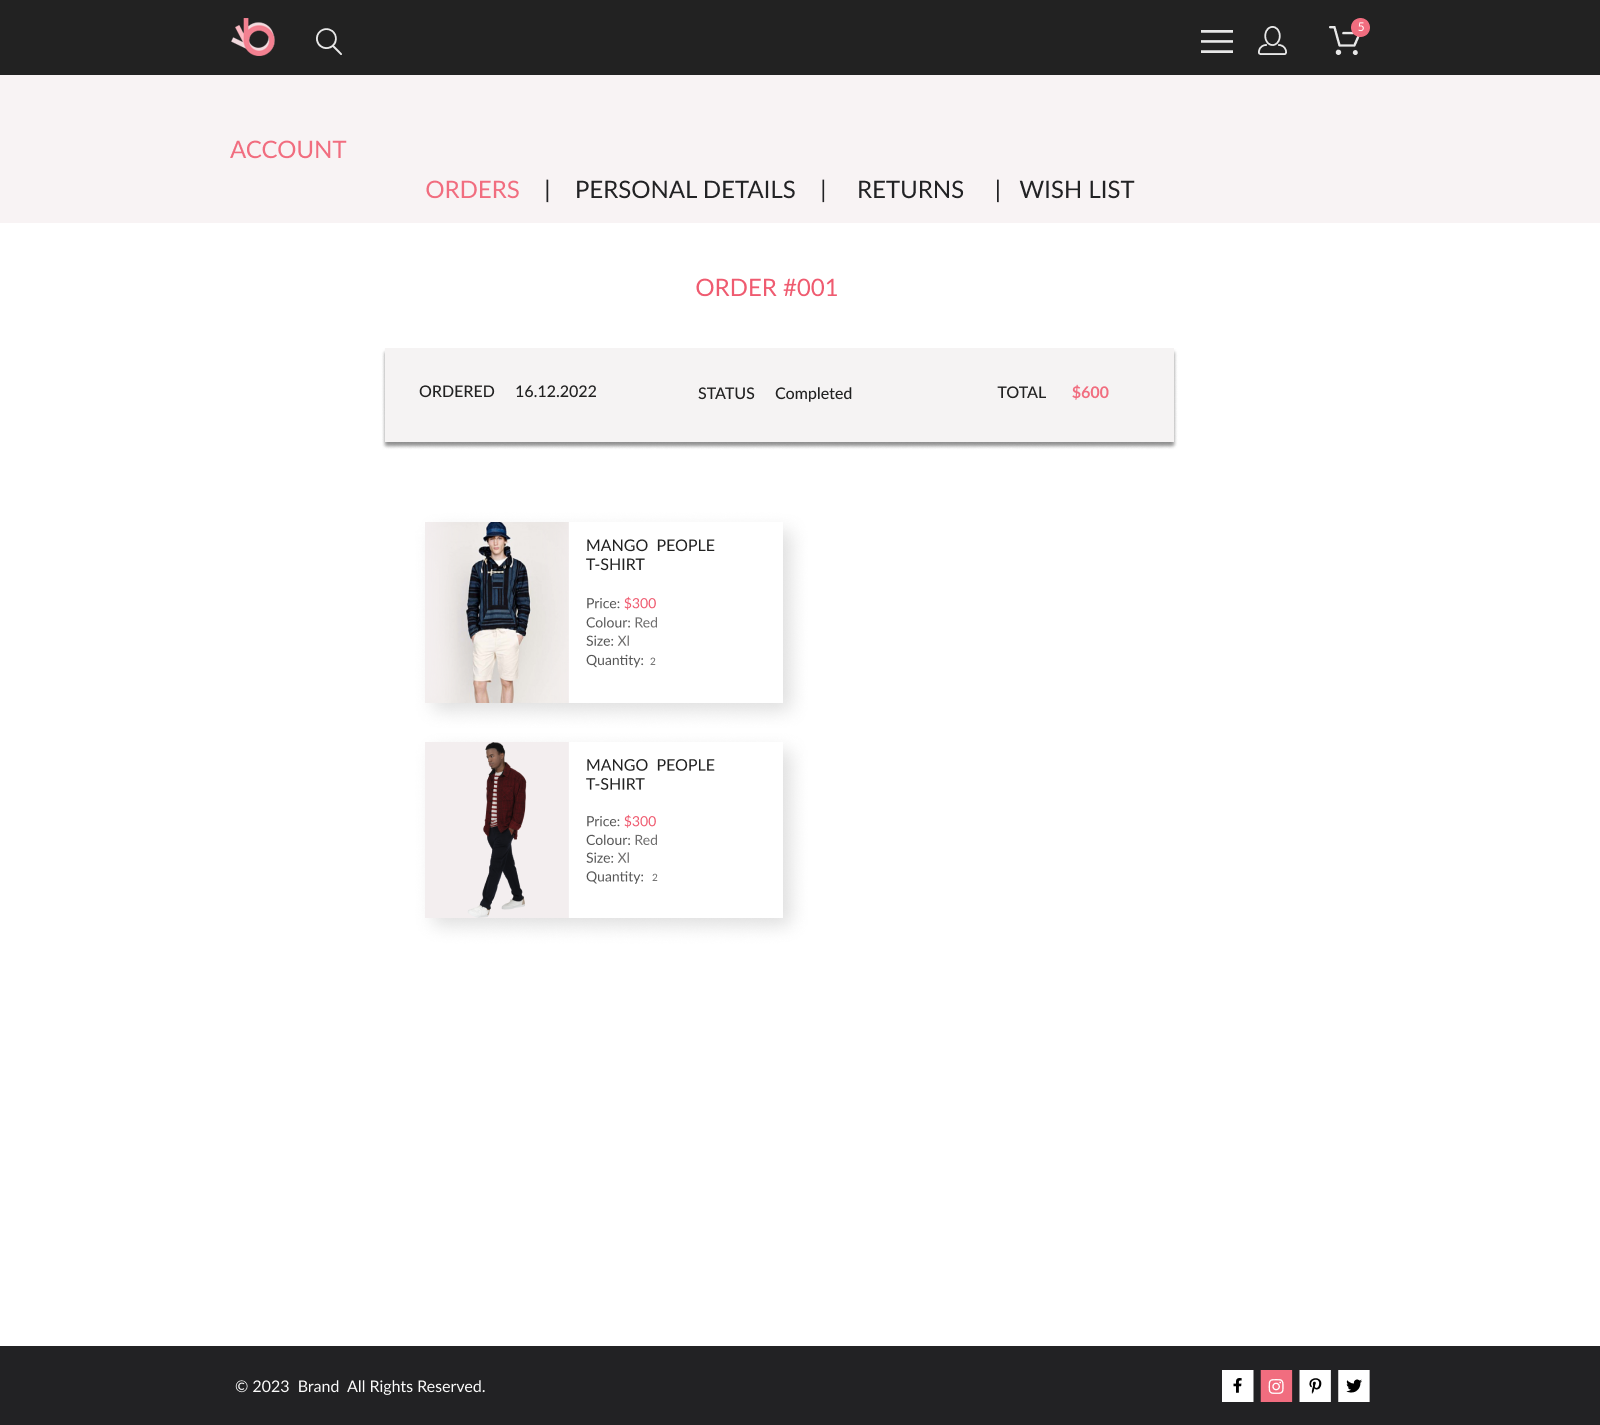 5
ACCOUNT
ORDERS | PERSONAL DETAILS | RETURNS | WISH LIST
ORDER #001
ORDERED 16.12.2022 STATUS Completed TOTAL $600
MANGO PEOPLE
T-SHIRT
Price: $300
Colour: Red
Size: Xl
Quantity: 2
MANGO PEOPLE
T-SHIRT
Price: $300
Colour: Red
Size: Xl
Quantity: 2
© 2023 Brand All Rights Reserved.